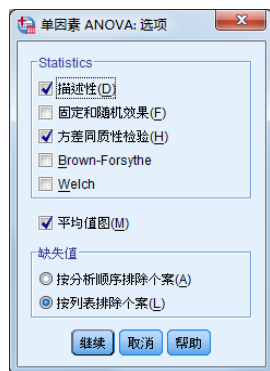 单因素 ANOVA: 选项
Statistics
描述性(D)
固定和随机效果(F)
方差同质性检验(H)
Brown-Forsythe
Welch
平均值图(M)
缺失值
按分析顺序排除个案(A)
按列表排除个案(L)
继续 取消 帮助